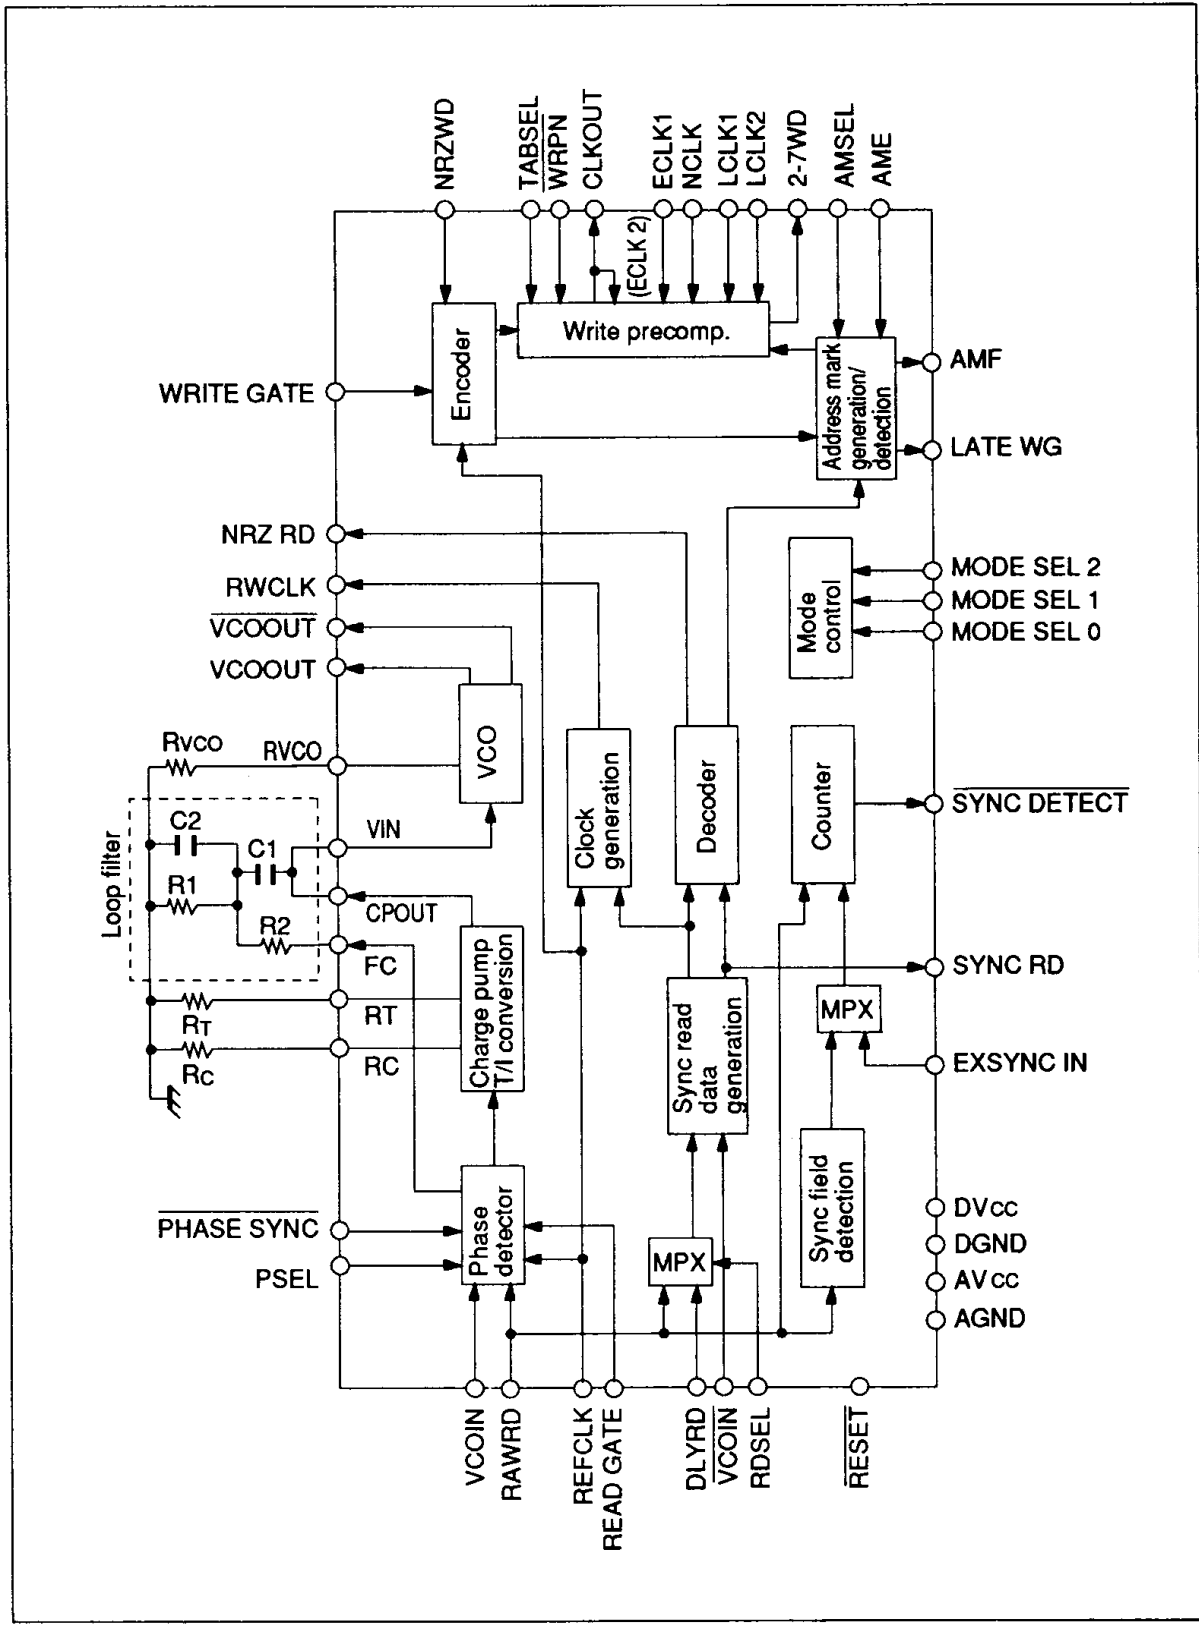 NRZWD
TABSEL
WRPN
CLKOUT
(ECLK 2)
ECLK1
NCLK
LCLK1
LCLK2
2-7WD
AMSEL
AME
WRITE GATE
Encoder
Write precomp.
Address mark
generation/
detection
AMF
LATE WG
NRZ RD
RWCLK
VCOOUT
VCOOUT
RVCO
RVCO
VCO
Clock
generation
Decoder
Mode
control
MODE SEL 2
MODE SEL 1
MODE SEL 0
Counter
SYNC DETECT
Loop filter
C2
C1
R1
R2
VIN
CPOUT
FC
RT
RT
RC
RC
Charge pump
T/I conversion
Sync read
data
generation
SYNC RD
MPX
EXSYNC IN
Sync field
detection
PHASE SYNC
PSEL
Phase
detector
MPX
DVCC
DGND
AVCC
AGND
VCOIN
RAWRD
REFCLK
READ GATE
DLYRD
VCOIN
RDSEL
RESET